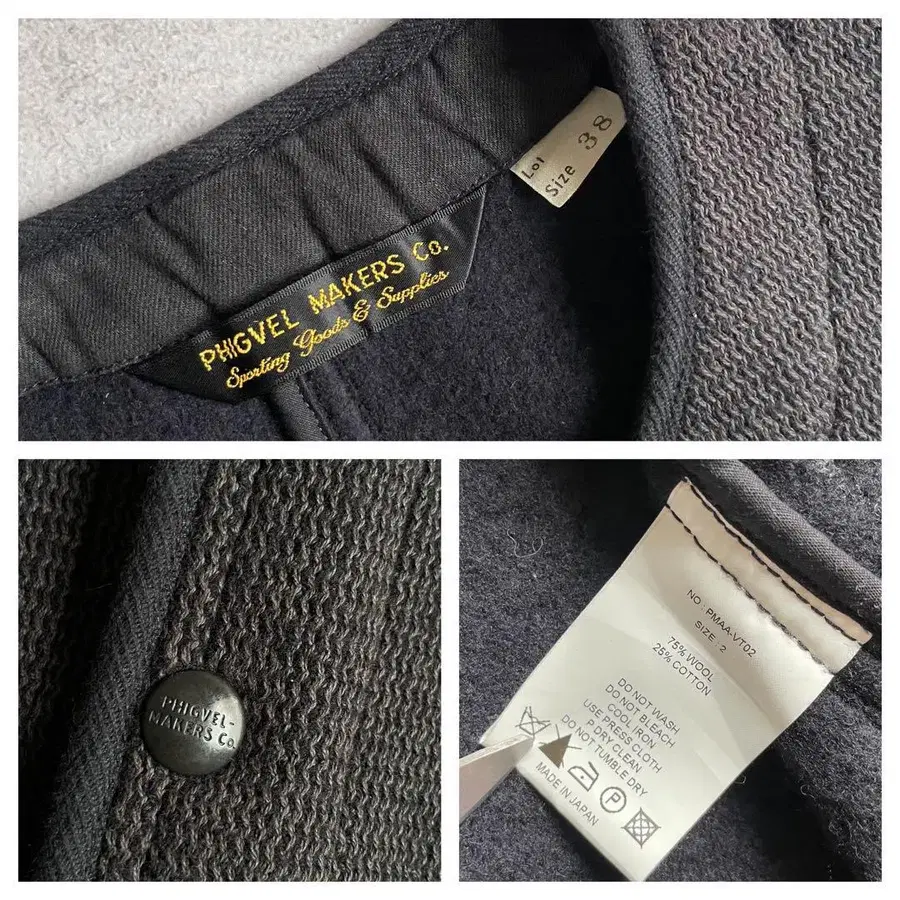 Lot
Size 38
PHIGVEL MAKERS Co.
Sporting Goods & Supplies
PHIGVEL-
MAKERS Co.
NO : PMAA-VT02
SIZE : 2
75% WOOL
25% COTTON
DO NOT WASH
DO NOT BLEACH
COOL IRON
USE PRESS CLOTH
P DRY CLEAN
DO NOT TUMBLE DRY
P
MADE IN JAPAN